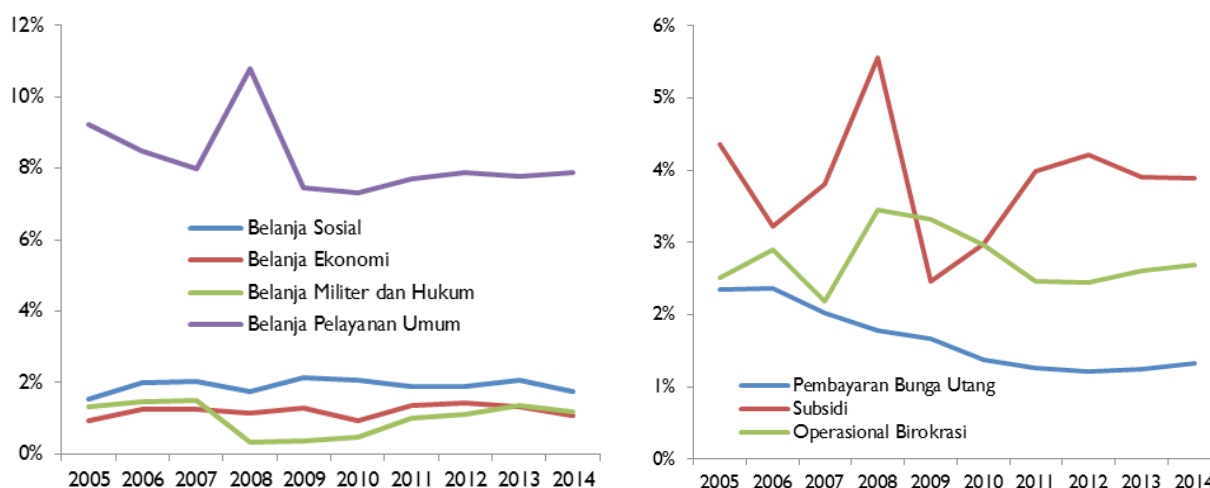 12%
10%
8%
6%
4%
2%
0%
Belanja Sosial
Belanja Ekonomi
Belanja Militer dan Hukum
Belanja Pelayanan Umum
2005 2006 2007 2008 2009 2010 2011 2012 2013 2014
6%
5%
4%
3%
2%
1%
0%
Pembayaran Bunga Utang
Subsidi
Operasional Birokrasi
2005 2006 2007 2008 2009 2010 2011 2012 2013 2014